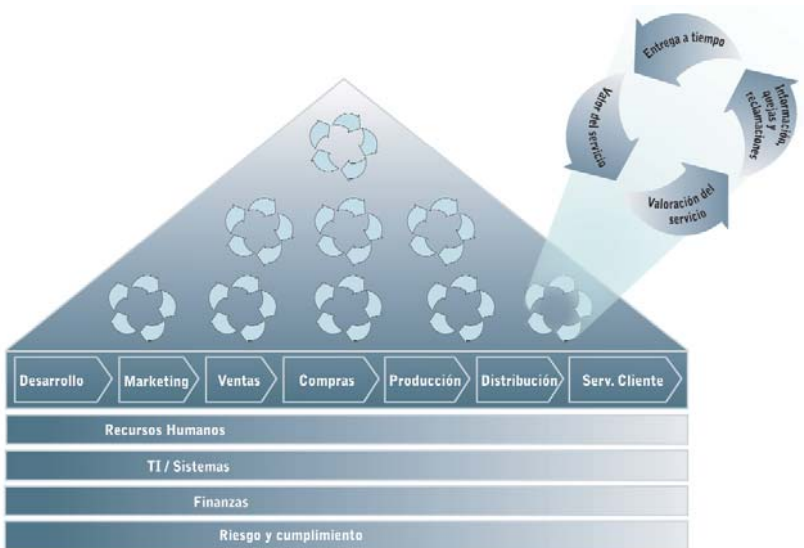 Entrega a tiempo
Valor del servicio
Información,
quejas y
reclamaciones
Valoración del
servicio
Desarrollo
Marketing
Ventas
Compras
Producción
Distribución
Serv. Cliente
Recursos Humanos
TI / Sistemas
Finanzas
Riesgo y cumplimiento